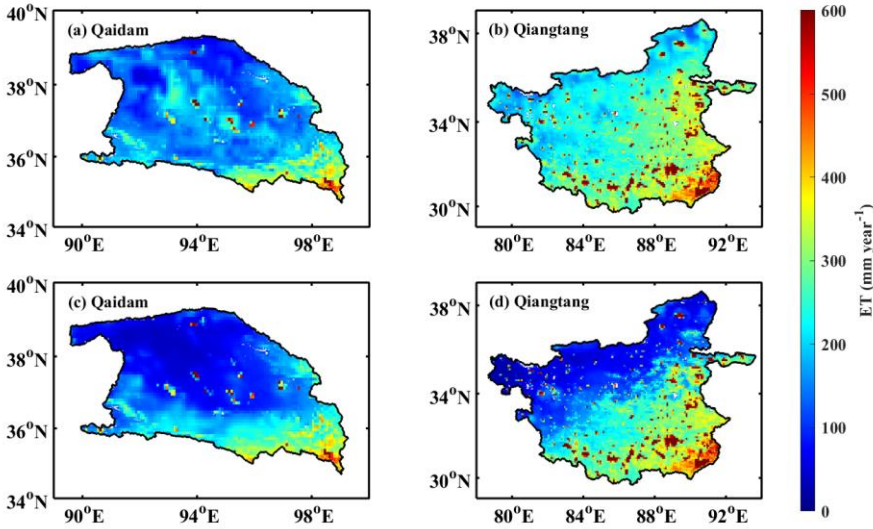 (a) Qaidam
40°N
38°N
36°N
34°N
90°E 94°E 98°E
(b) Qiangtang
38°N
34°N
30°N
80°E 84°E 88°E 92°E
(c) Qaidam
40°N
38°N
36°N
34°N
90°E 94°E 98°E
(d) Qiangtang
38°N
34°N
30°N
80°E 84°E 88°E 92°E
600
500
400
300
200
100
0
ET (mm year⁻¹)